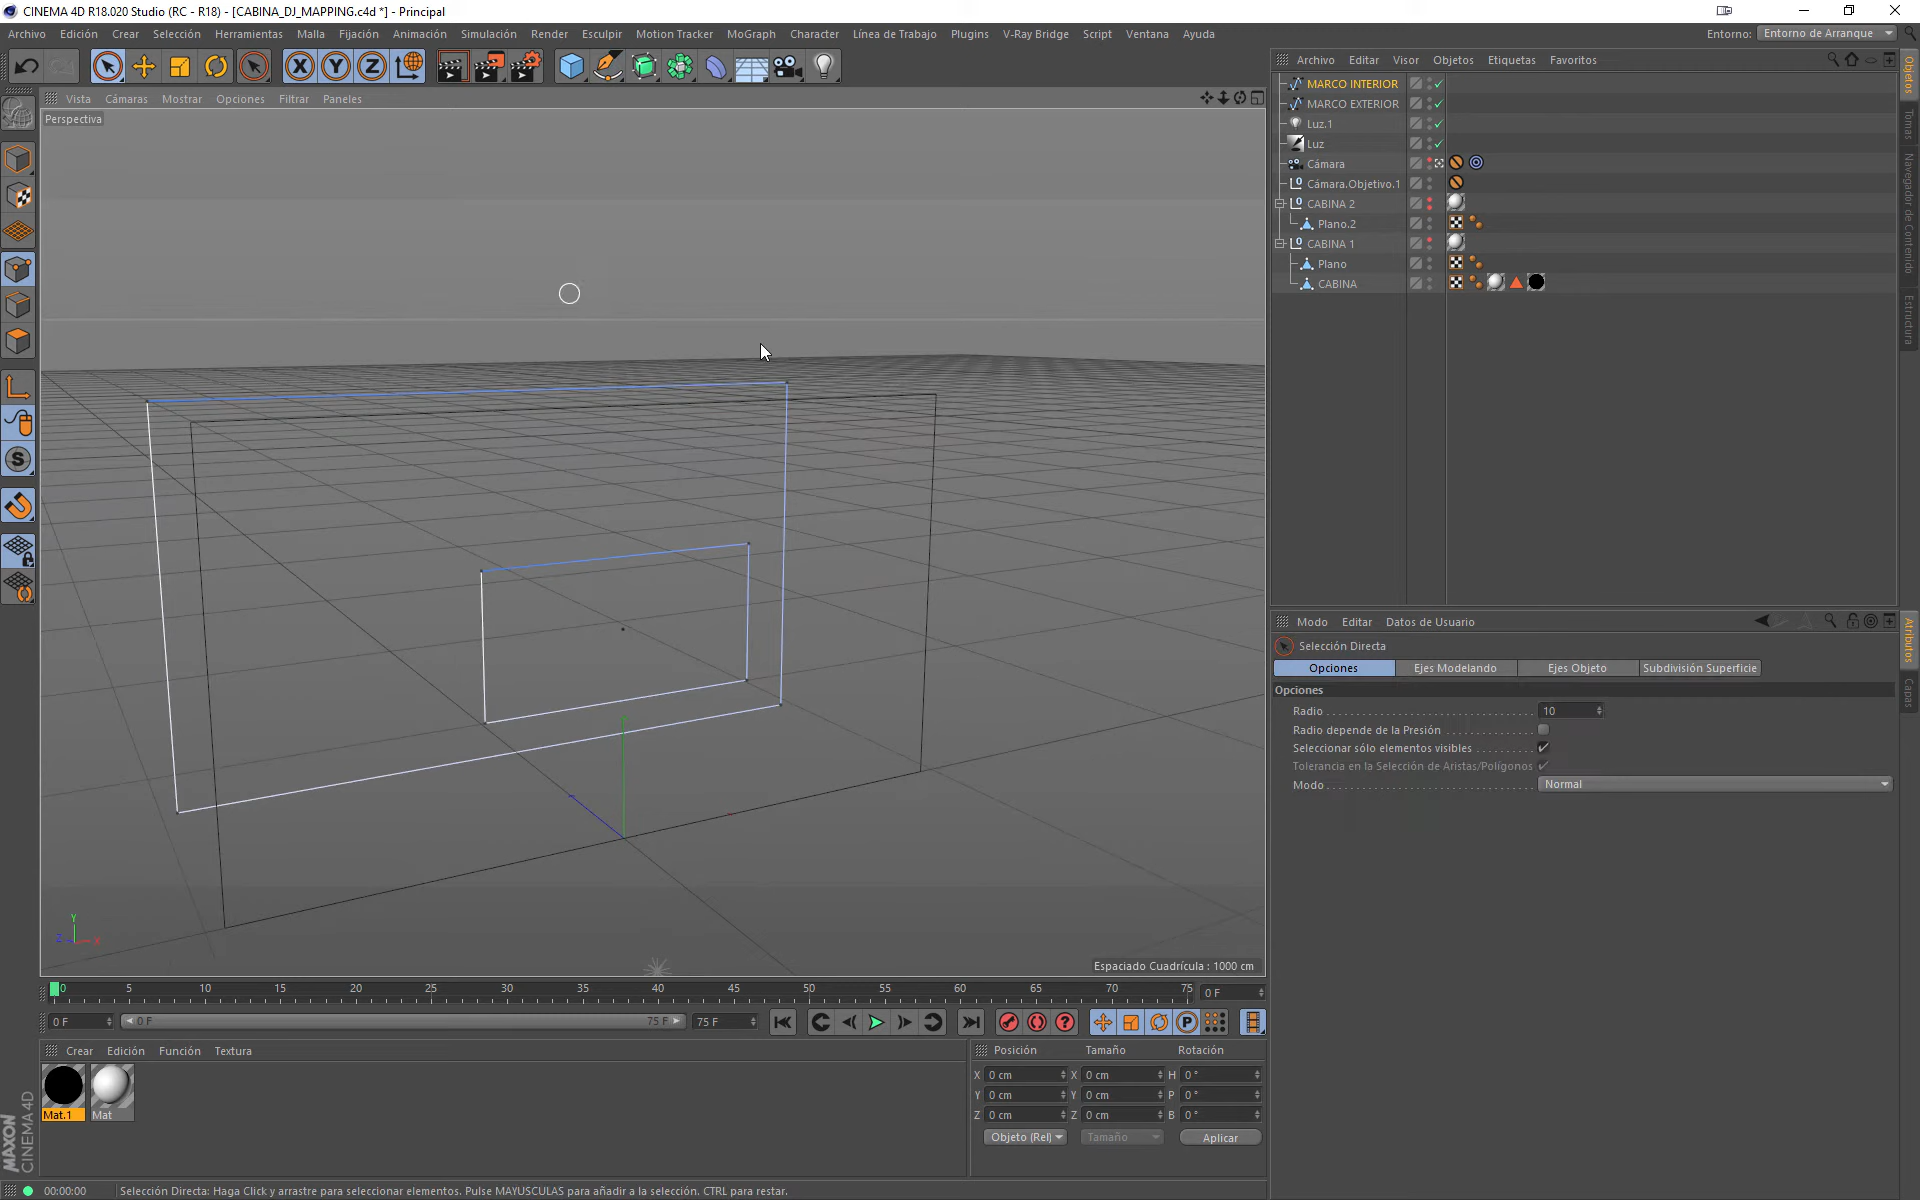 CINEMA 4D R18.020 Studio (RC - R18) - [CABINA_DJ_MAPPING.c4d *] - Principal
Archivo Edición Crear Selección Herramientas Malla Fijación Animación Simulación Render Esculpir Motion Tracker MoGraph Character Línea de Trabajo Plugins V-Ray Bridge Script Ventana Ayuda Entorno: Entorno de Arranque
X Y Z
Archivo Editar Visor Objetos Etiquetas Favoritos
Vista Cámaras Mostrar Opciones Filtrar Paneles
Perspectiva
MARCO INTERIOR
MARCO EXTERIOR
Luz.1
Luz
Cámara
Cámara.Objetivo.1
CABINA 2
Plano.2
CABINA 1
Plano
CABINA
Objetos
Tomas
Navegador de Contenido
Estructura
S
Modo Editar Datos de Usuario
Selección Directa
Opciones Ejes Modelando Ejes Objeto Subdivisión Superficie
Opciones
Radio 10
Radio depende de la Presión
Seleccionar sólo elementos visibles
Tolerancia en la Selección de Aristas/Polígonos
Modo Normal
Atributos
Capas
Y
Z X
Espaciado Cuadrícula : 1000 cm
0 5 10 15 20 25 30 35 40 45 50 55 60 65 70 75 0 F
0 F 0 F 75 F 75 F P
Crear Edición Función Textura
Mat.1 Mat
Posición Tamaño Rotación
X 0 cm X 0 cm H 0 °
Y 0 cm Y 0 cm P 0 °
Z 0 cm Z 0 cm B 0 °
Objeto (Rel) Tamaño Aplicar
MAXON
CINEMA 4D
00:00:00 Selección Directa: Haga Click y arrastre para seleccionar elementos. Pulse MAYUSCULAS para añadir a la selección. CTRL para restar.